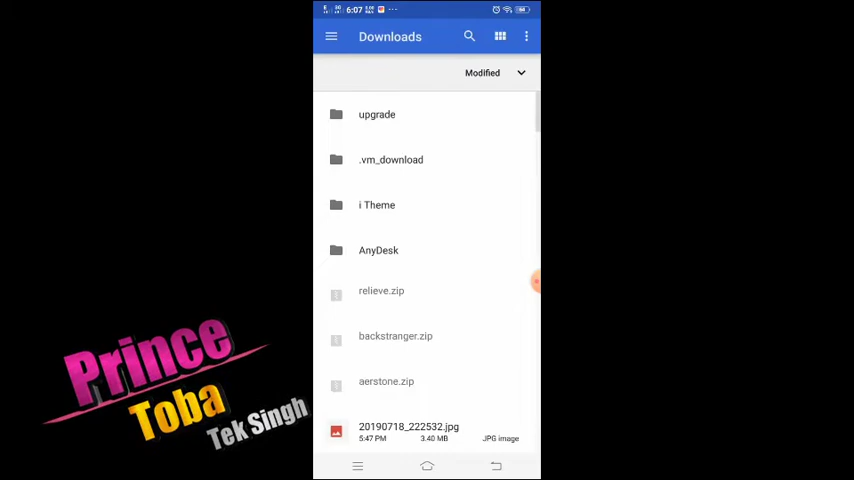 6:07
Downloads
Modified
upgrade
.vm_download
i Theme
AnyDesk
relieve.zip
backstranger.zip
aerstone.zip
20190718_222532.jpg
5:47 PM 3.40 MB JPG image
Prince
Toba
Tek Singh